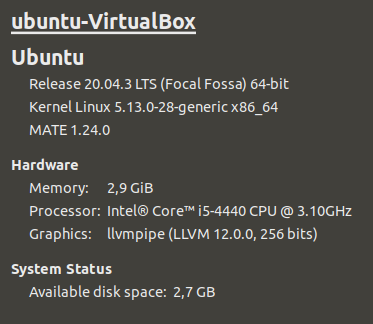 ubuntu-VirtualBox
Ubuntu
Release 20.04.3 LTS (Focal Fossa) 64-bit
Kernel Linux 5.13.0-28-generic x86_64
MATE 1.24.0
Hardware
Memory: 2,9 GiB
Processor: Intel® Core™ i5-4440 CPU @ 3.10GHz
Graphics: llvmpipe (LLVM 12.0.0, 256 bits)
System Status
Available disk space: 2,7 GB